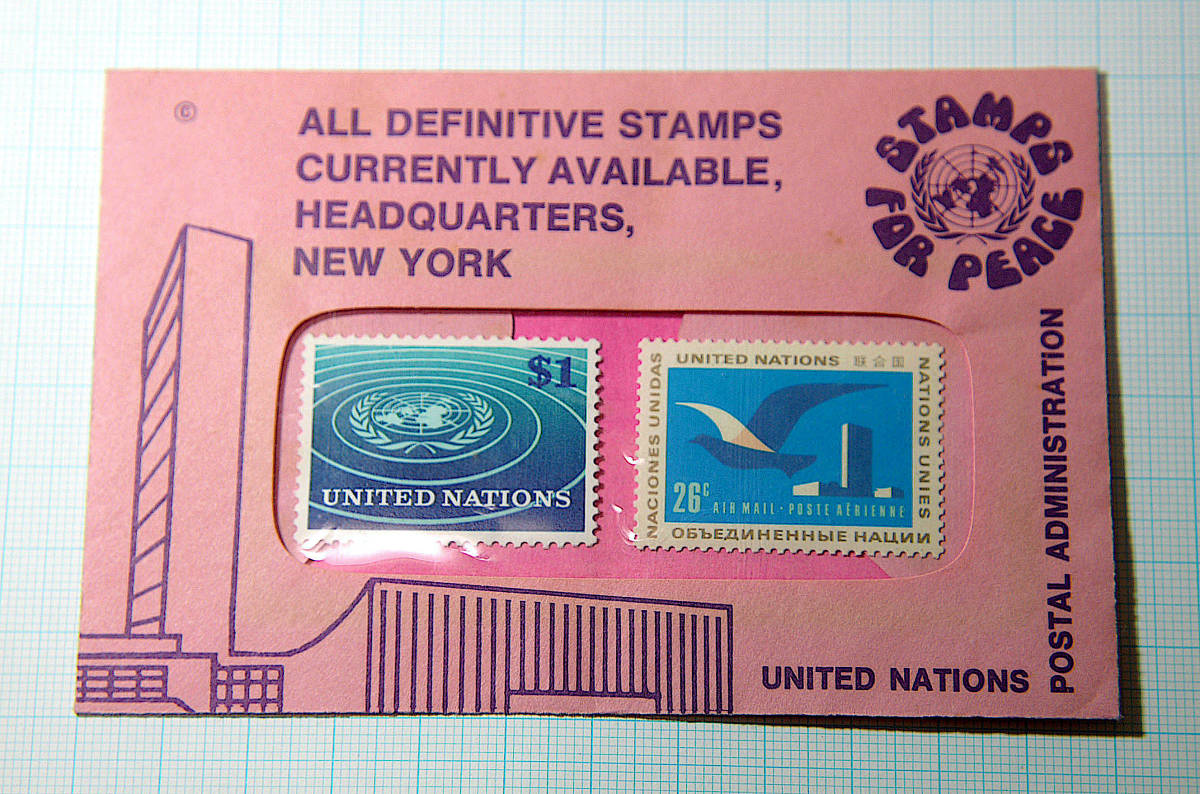 ©
ALL DEFINITIVE STAMPS
CURRENTLY AVAILABLE,
HEADQUARTERS,
NEW YORK
STAMPS
FOR PEACE
$1
UNITED NATIONS
UNITED NATIONS 联合国
NACIONES UNIDAS
NATIONS UNIES
26c AIR MAIL · POSTE AÉRIENNE
ОБЪЕДИНЕННЫЕ НАЦИИ
UNITED NATIONS
POSTAL ADMINISTRATION